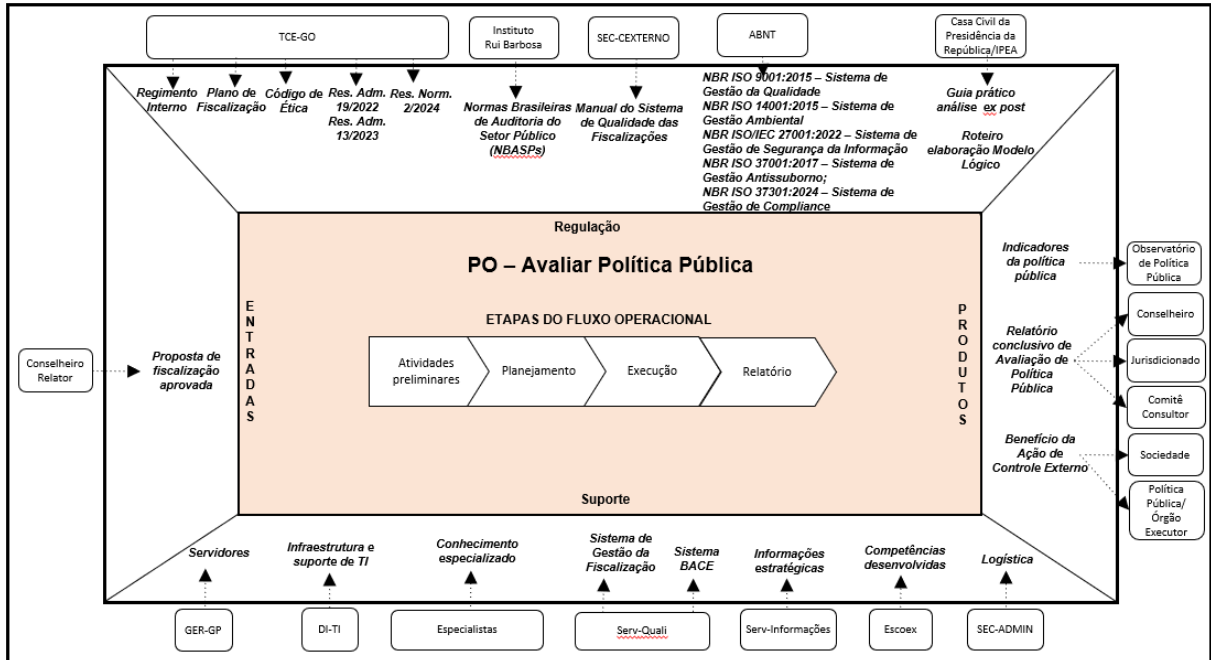 TCE-GO
Instituto
Rui Barbosa
SEC-CEXTERNO
ABNT
Casa Civil da
Presidência da
República/IPEA
Regimento
Interno
Plano de
Fiscalização
Código de
Ética
Res. Adm.
19/2022
Res. Adm.
13/2023
Res. Norm.
2/2024
Normas Brasileiras
de Auditoria do
Setor Público
(NBASPs)
Manual do Sistema
de Qualidade das
Fiscalizações
NBR ISO 9001:2015 – Sistema de
Gestão da Qualidade
NBR ISO 14001:2015 – Sistema de
Gestão Ambiental
NBR ISO/IEC 27001:2022 – Sistema de
Gestão de Segurança da Informação
NBR ISO 37001:2017 – Sistema de
Gestão Antissuborno;
NBR ISO 37301:2024 – Sistema de
Gestão de Compliance
Guia prático
análise ex post
Roteiro
elaboração Modelo
Lógico
Regulação
PO – Avaliar Política Pública
ETAPAS DO FLUXO OPERACIONAL
Atividades
preliminares
Planejamento
Execução
Relatório
Suporte
ENTRADAS
PRODUTOS
Conselheiro
Relator
Proposta de
fiscalização
aprovada
Indicadores
da política
pública
Observatório
de Política
Pública
Relatório
conclusivo de
Avaliação de
Política
Pública
Conselheiro
Jurisdicionado
Comitê
Consultor
Benefício da
Ação de
Controle Externo
Sociedade
Política
Pública/
Órgão
Executor
Servidores
Infraestrutura e
suporte de TI
Conhecimento
especializado
Sistema de
Gestão da
Fiscalização
Sistema
BACE
Informações
estratégicas
Competências
desenvolvidas
Logística
GER-GP
DI-TI
Especialistas
Serv-Quali
Serv-Informações
Escoex
SEC-ADMIN